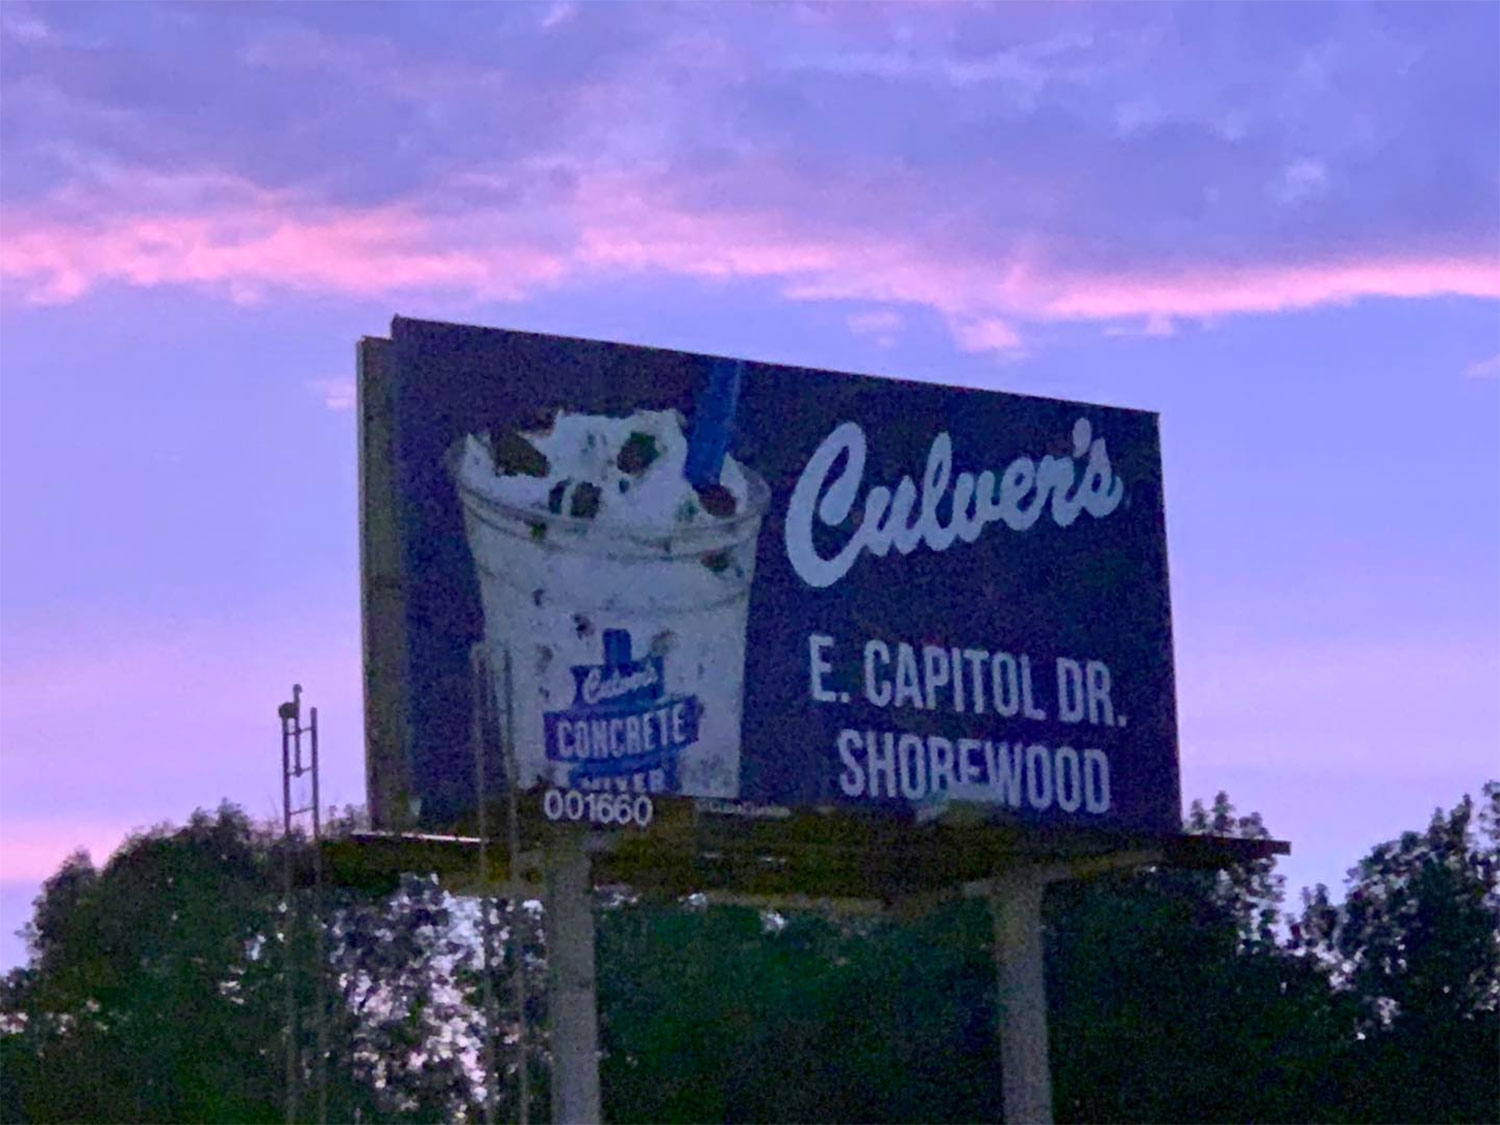 Culver's
E. CAPITOL DR.
SHOREWOOD
Culver's
CONCRETE
001660